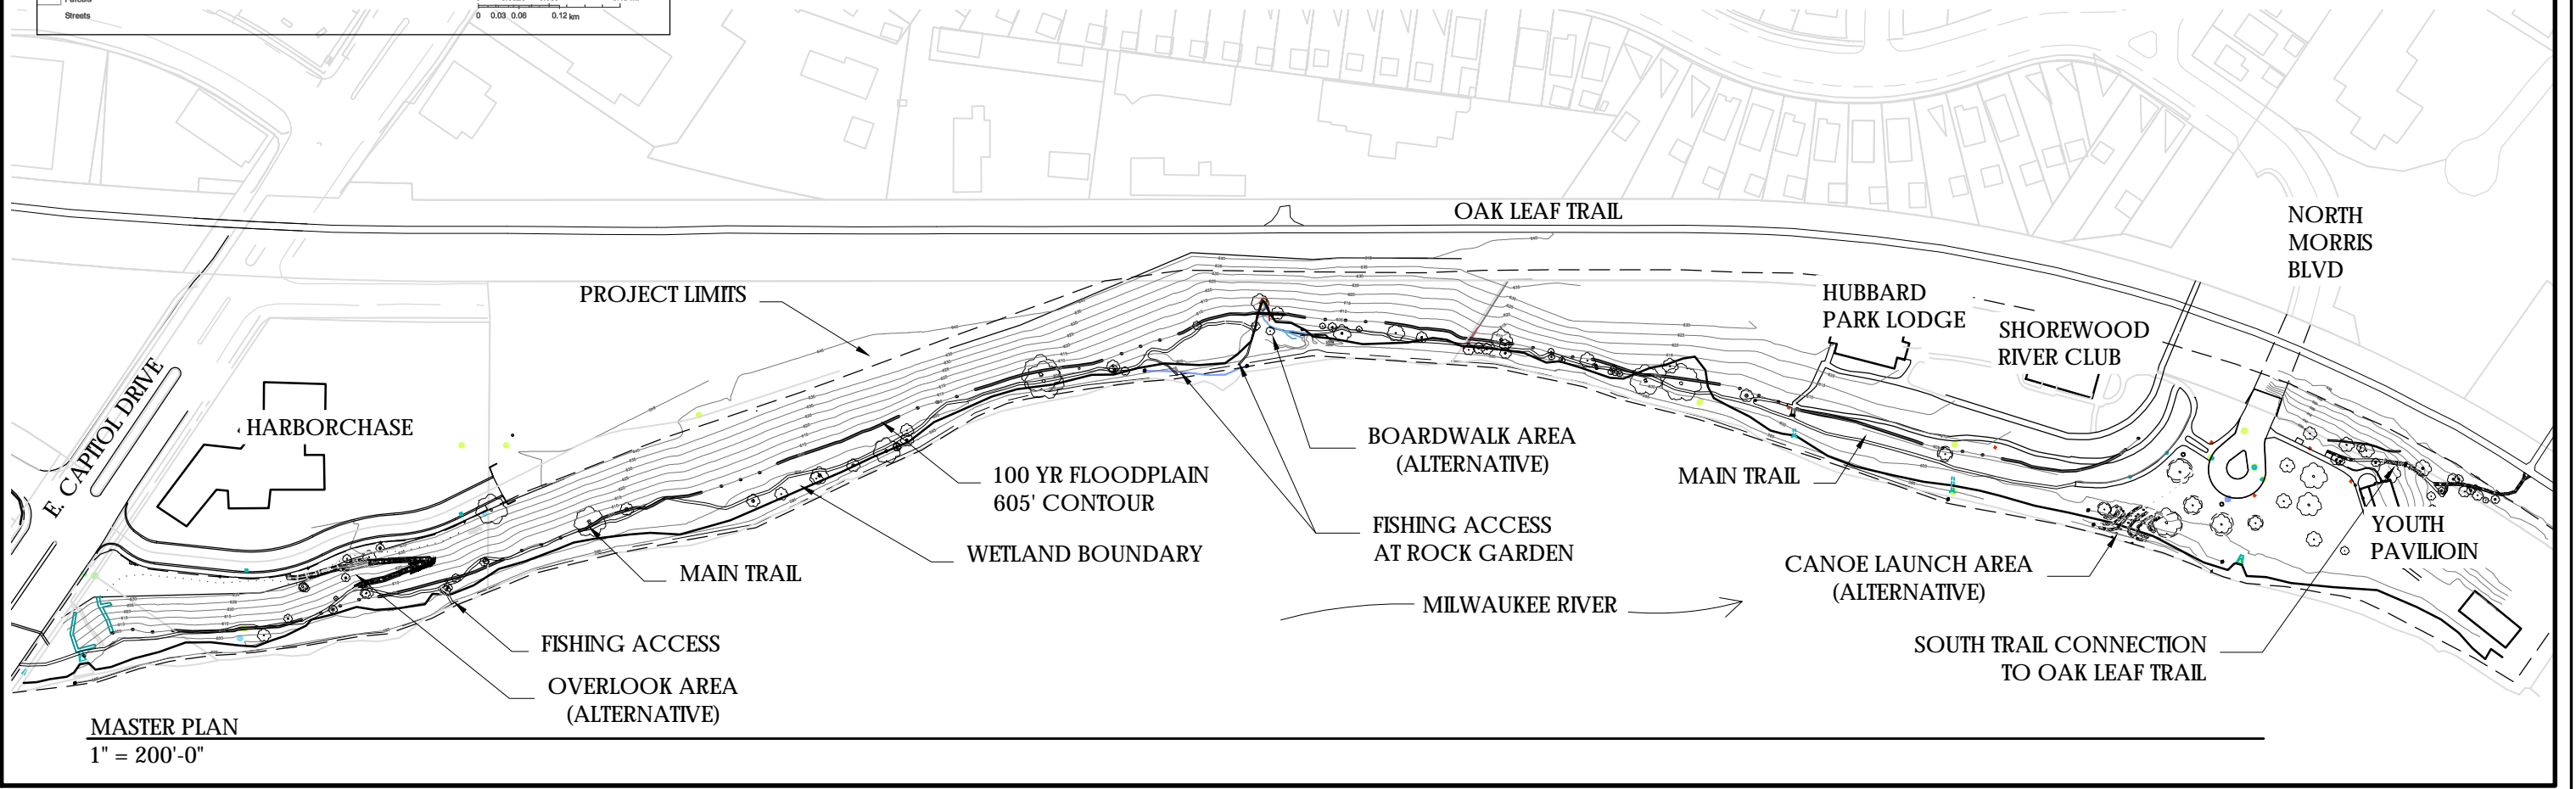 Streets
0 0.03 0.06 0.12 km
OAK LEAF TRAIL
NORTH
MORRIS
BLVD
PROJECT LIMITS
HUBBARD
PARK LODGE
SHOREWOOD
RIVER CLUB
E. CAPITOL DRIVE
HARBORCHASE
BOARDWALK AREA
(ALTERNATIVE)
100 YR FLOODPLAIN
605' CONTOUR
MAIN TRAIL
FISHING ACCESS
AT ROCK GARDEN
WETLAND BOUNDARY
YOUTH
PAVILIOIN
MAIN TRAIL
CANOE LAUNCH AREA
(ALTERNATIVE)
MILWAUKEE RIVER
FISHING ACCESS
SOUTH TRAIL CONNECTION
TO OAK LEAF TRAIL
OVERLOOK AREA
(ALTERNATIVE)
MASTER PLAN
1" = 200'-0"